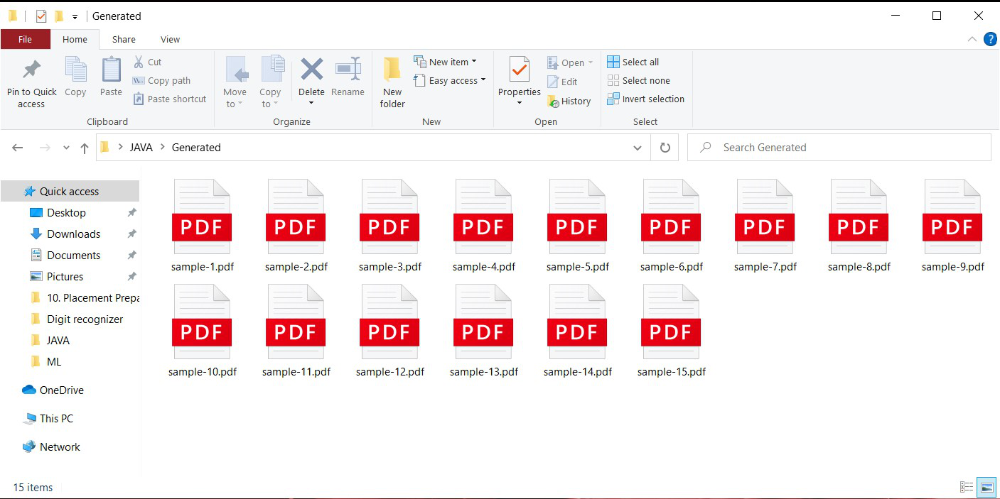 Generated
File Home Share View
Pin to Quick access
Copy
Paste
Cut
Copy path
Paste shortcut
Clipboard
Move to
Copy to
Delete
Rename
Organize
New folder
New item
Easy access
New
Properties
Open
Edit
History
Open
Select all
Select none
Invert selection
Select
JAVA Generated
Search Generated
Quick access
Desktop
Downloads
Documents
Pictures
10. Placement Prepa
Digit recognizer
JAVA
ML
OneDrive
This PC
Network
PDF PDF PDF PDF PDF PDF PDF PDF PDF
sample-1.pdf sample-2.pdf sample-3.pdf sample-4.pdf sample-5.pdf sample-6.pdf sample-7.pdf sample-8.pdf sample-9.pdf
PDF PDF PDF PDF PDF PDF
sample-10.pdf sample-11.pdf sample-12.pdf sample-13.pdf sample-14.pdf sample-15.pdf
15 items